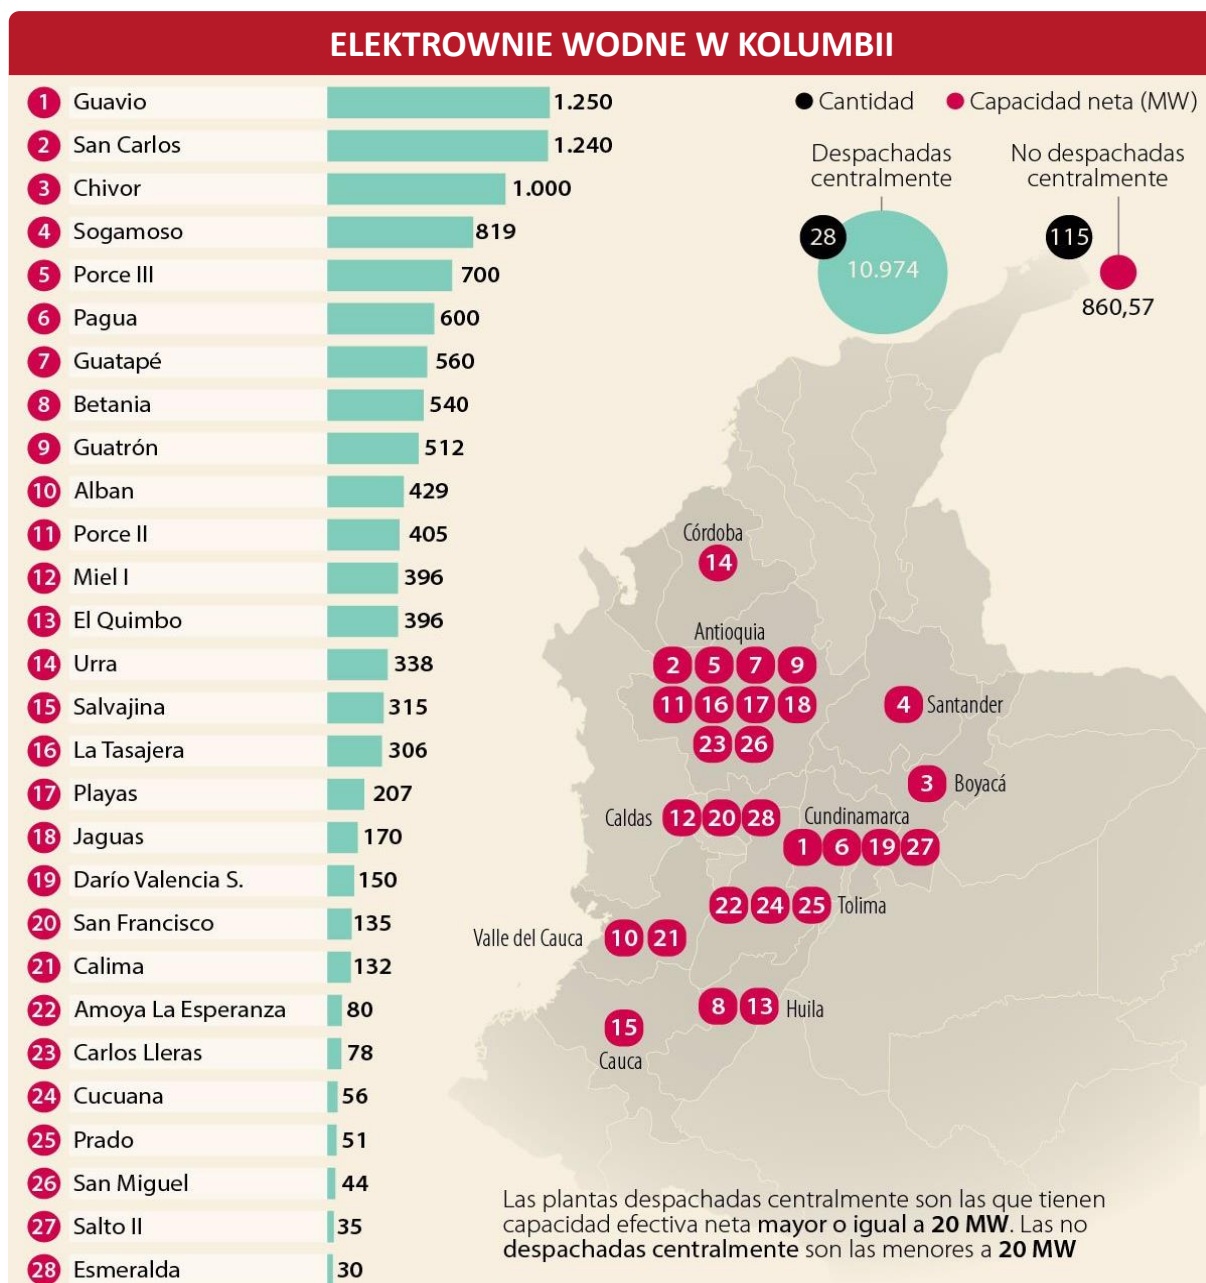 ELEKTROWNIE WODNE W KOLUMBII
1 Guavio 1.250
2 San Carlos 1.240
3 Chivor 1.000
4 Sogamoso 819
5 Porce III 700
6 Pagua 600
7 Guatapé 560
8 Betania 540
9 Guatrón 512
10 Alban 429
11 Porce II 405
12 Miel I 396
13 El Quimbo 396
14 Urra 338
15 Salvajina 315
16 La Tasajera 306
17 Playas 207
18 Jaguas 170
19 Darío Valencia S. 150
20 San Francisco 135
21 Calima 132
22 Amoya La Esperanza 80
23 Carlos Lleras 78
24 Cucuana 56
25 Prado 51
26 San Miguel 44
27 Salto II 35
28 Esmeralda 30
Cantidad Capacidad neta (MW)
Despachadas
centralmente
28
10.974
No despachadas
centralmente
115
860,57
Córdoba
14
Antioquia
2 5 7 9
11 16 17 18
23 26
4 Santander
3 Boyacá
Caldas 12 20 28
Cundinamarca
1 6 19 27
22 24 25 Tolima
Valle del Cauca 10 21
8 13 Huila
15
Cauca
Las plantas despachadas centralmente son las que tienen
capacidad efectiva neta mayor o igual a 20 MW. Las no
despachadas centralmente son las menores a 20 MW